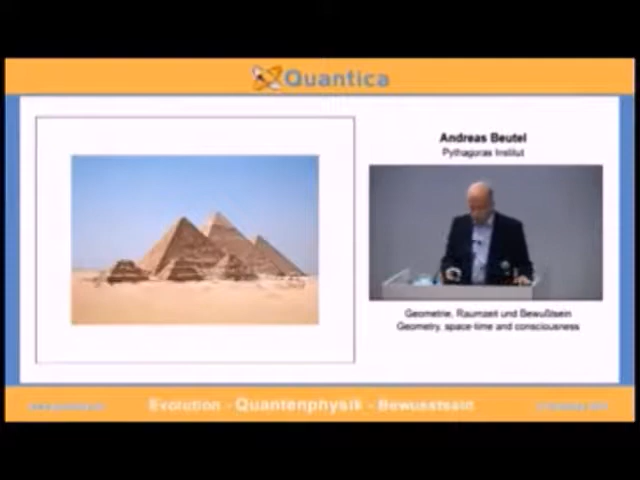 Quantica
Andreas Beutel
Pythagoras Institut
Geometrie, Raumzeit und Bewußtsein
Geometry, space-time and consciousness
Evolution - Quantenphysik - Bewusstsein